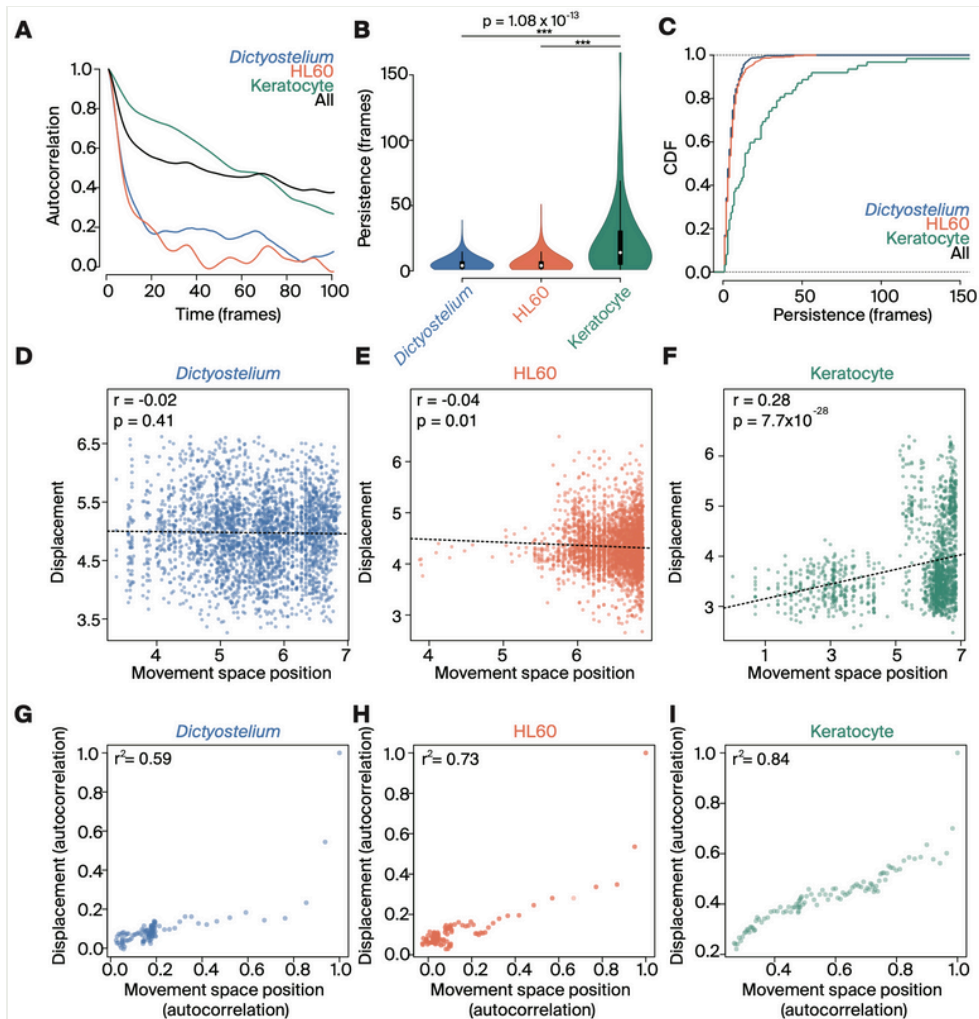 A
Dictyostelium
HL60
Keratocyte
All
Autocorrelation
1.0
0.8
0.6
0.4
0.2
0.0
0 20 40 60 80 100
Time (frames)
B
p = 1.08 x 10-13
***
***
Persistence (frames)
150
100
50
0
Dictyostelium
HL60
Keratocyte
C
CDF
1.0
0.8
0.6
0.4
0.2
0.0
Dictyostelium
HL60
Keratocyte
All
0 50 100 150
Persistence (frames)
D
Dictyostelium
r = -0.02
p = 0.41
Displacement
6.5
5.5
4.5
3.5
4 5 6 7
Movement space position
E
HL60
r = -0.04
p = 0.01
Displacement
6
5
4
3
4 5 6
Movement space position
F
Keratocyte
r = 0.28
p = 7.7x10-28
Displacement
6
5
4
3
1 3 5 7
Movement space position
G
Dictyostelium
r2= 0.59
Displacement (autocorrelation)
1.0
0.8
0.6
0.4
0.2
0.0
0.0 0.2 0.4 0.6 0.8 1.0
Movement space position
(autocorrelation)
H
HL60
r2= 0.73
Displacement (autocorrelation)
1.0
0.8
0.6
0.4
0.2
0.0
0.0 0.2 0.4 0.6 0.8 1.0
Movement space position
(autocorrelation)
I
Keratocyte
r2= 0.84
Displacement (autocorrelation)
1.0
0.8
0.6
0.4
0.2
0.4 0.6 0.8 1.0
Movement space position
(autocorrelation)